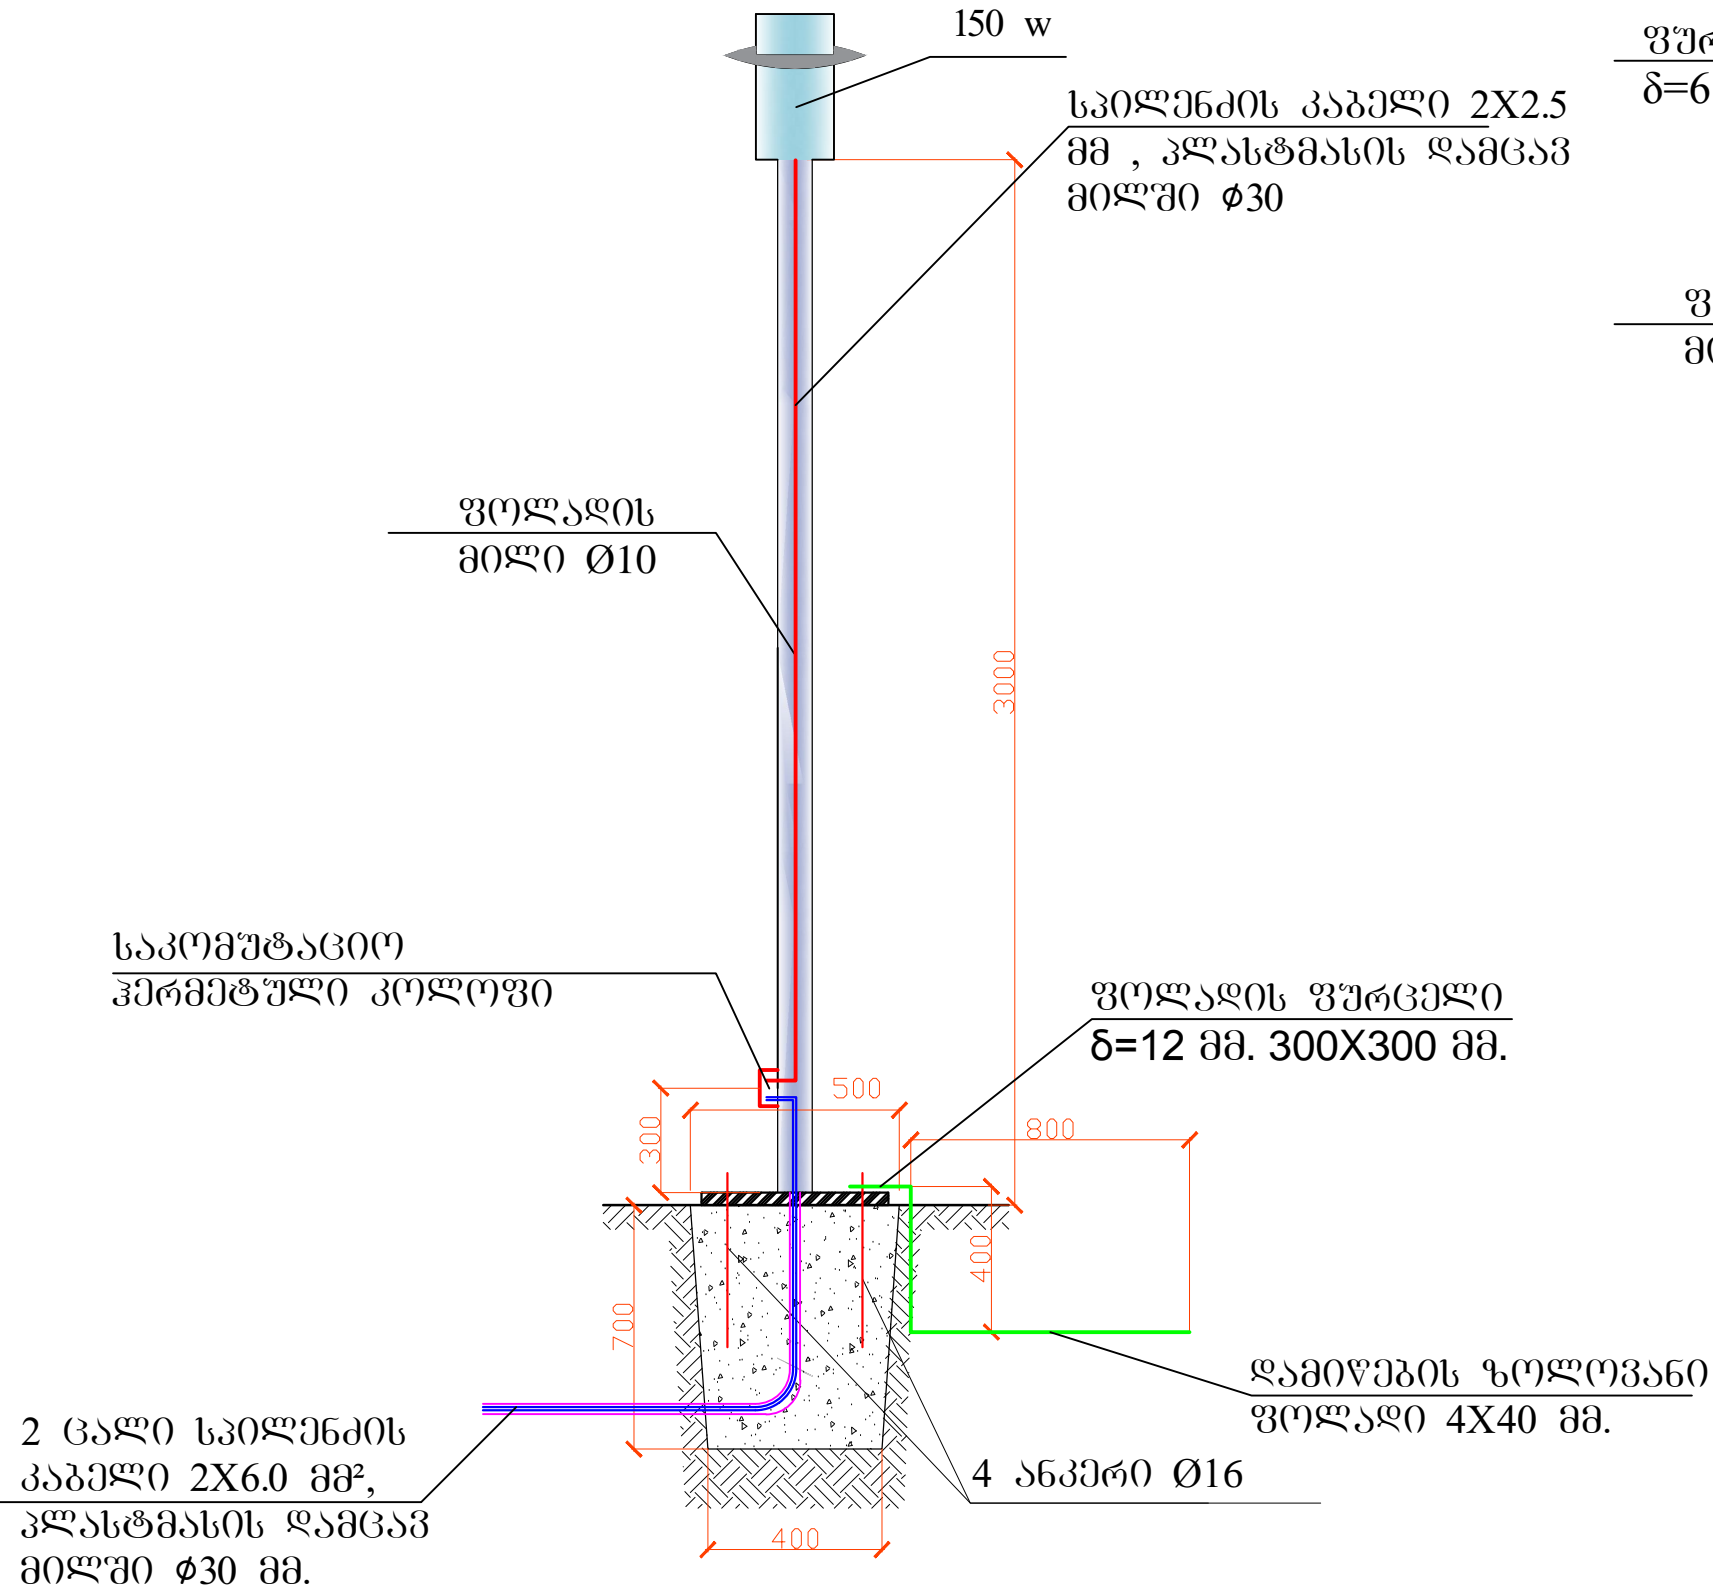 150 w
სპილენძის კაბელი 2X2.5
მმ , პლასტმასის დამცავ
მილში ϕ30
δ=6
ფოლადის
მილი Ø10
3000
საკომუტაციო
ჰერმეტული კოლოფი
ფოლადის ფურცელი
δ=12 მმ. 300X300 მმ.
500
300
800
400
700
დამიწების ზოლოვანი
ფოლადი 4X40 მმ.
2 ცალი სპილენძის
კაბელი 2X6.0 მმ²,
პლასტმასის დამცავ
მილში ϕ30 მმ.
4 ანკერი Ø16
400